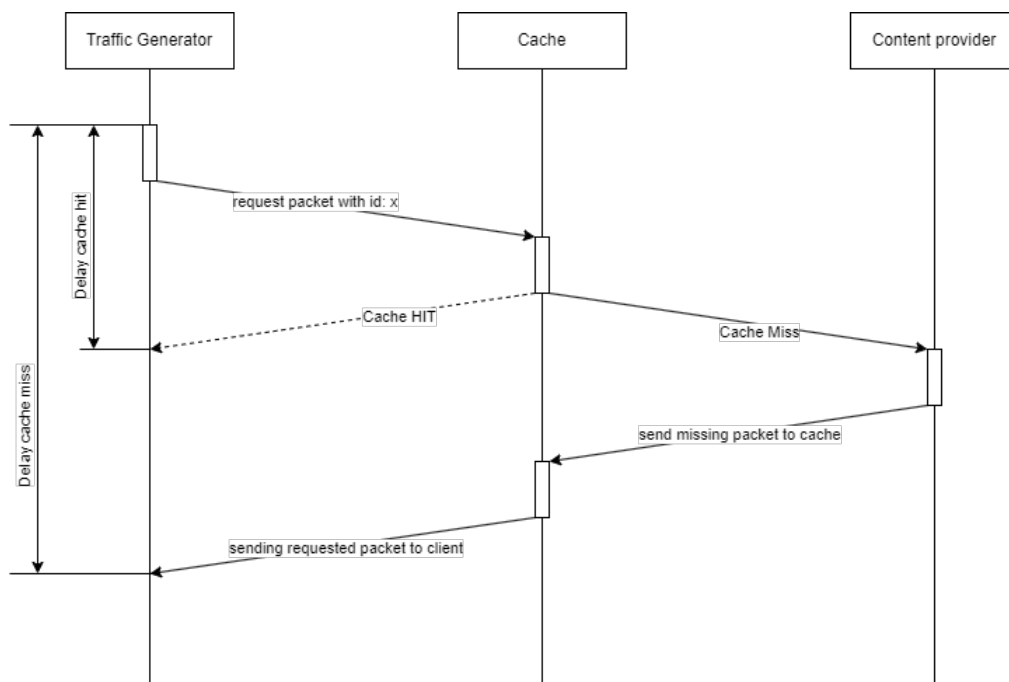 Traffic Generator
Cache
Content provider
request packet with id: x
Delay cache hit
Cache HIT
Cache Miss
Delay cache miss
send missing packet to cache
sending requested packet to client